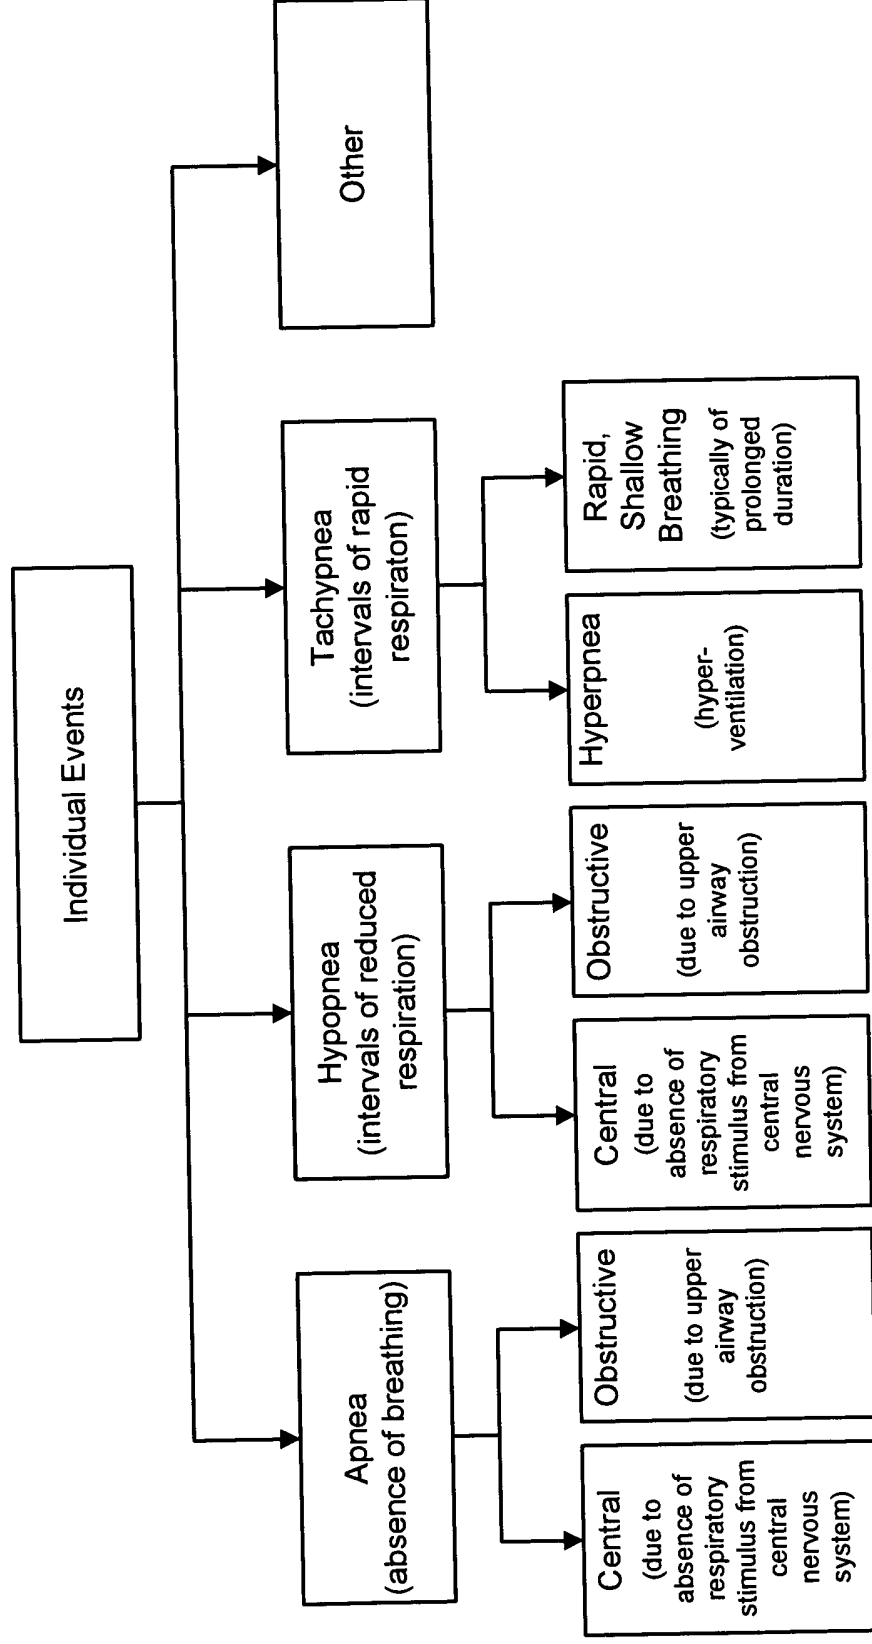 Individual Events
Apnea
(absence of breathing)
Hypopnea
(intervals of reduced
respiration)
Tachypnea
(intervals of rapid
respiraton)
Other
Central
(due to
absence of
respiratory
stimulus from
central
nervous
system)
Obstructive
(due to upper
airway
obstruction)
Central
(due to
absence of
respiratory
stimulus from
central
nervous
system)
Obstructive
(due to upper
airway
obstruction)
Hyperpnea
(hyper-
ventilation)
Rapid,
Shallow
Breathing
(typically of
prolonged
duration)